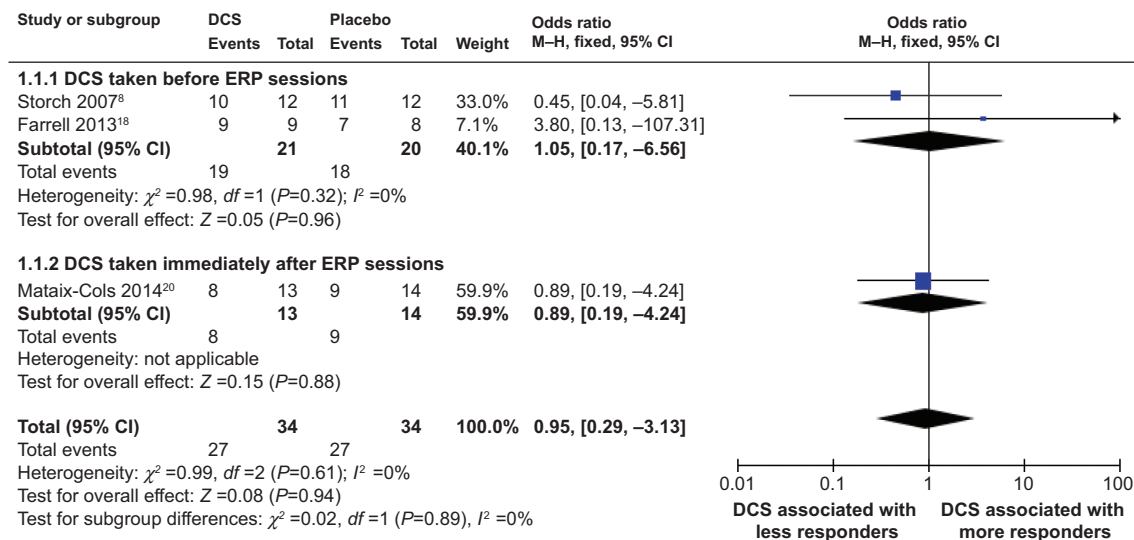 Study or subgroup DCS Placebo Odds ratio Odds ratio
Events Total Events Total Weight M–H, fixed, 95% CI M–H, fixed, 95% CI
1.1.1 DCS taken before ERP sessions
Storch 2007⁸ 10 12 11 12 33.0% 0.45, [0.04, –5.81]
Farrell 2013¹⁸ 9 9 7 8 7.1% 3.80, [0.13, –107.31]
Subtotal (95% CI) 21 20 40.1% 1.05, [0.17, –6.56]
Total events 19 18
Heterogeneity: χ² =0.98, df =1 (P=0.32); I² =0%
Test for overall effect: Z =0.05 (P=0.96)
1.1.2 DCS taken immediately after ERP sessions
Mataix-Cols 2014²⁰ 8 13 9 14 59.9% 0.89, [0.19, –4.24]
Subtotal (95% CI) 13 14 59.9% 0.89, [0.19, –4.24]
Total events 8 9
Heterogeneity: not applicable
Test for overall effect: Z =0.15 (P=0.88)
Total (95% CI) 34 34 100.0% 0.95, [0.29, –3.13]
Total events 27 27
Heterogeneity: χ² =0.99, df =2 (P=0.61); I² =0%
Test for overall effect: Z =0.08 (P=0.94)
Test for subgroup differences: χ² =0.02, df =1 (P=0.89), I² =0%
0.01 0.1 1 10 100
DCS associated with less responders
DCS associated with more responders